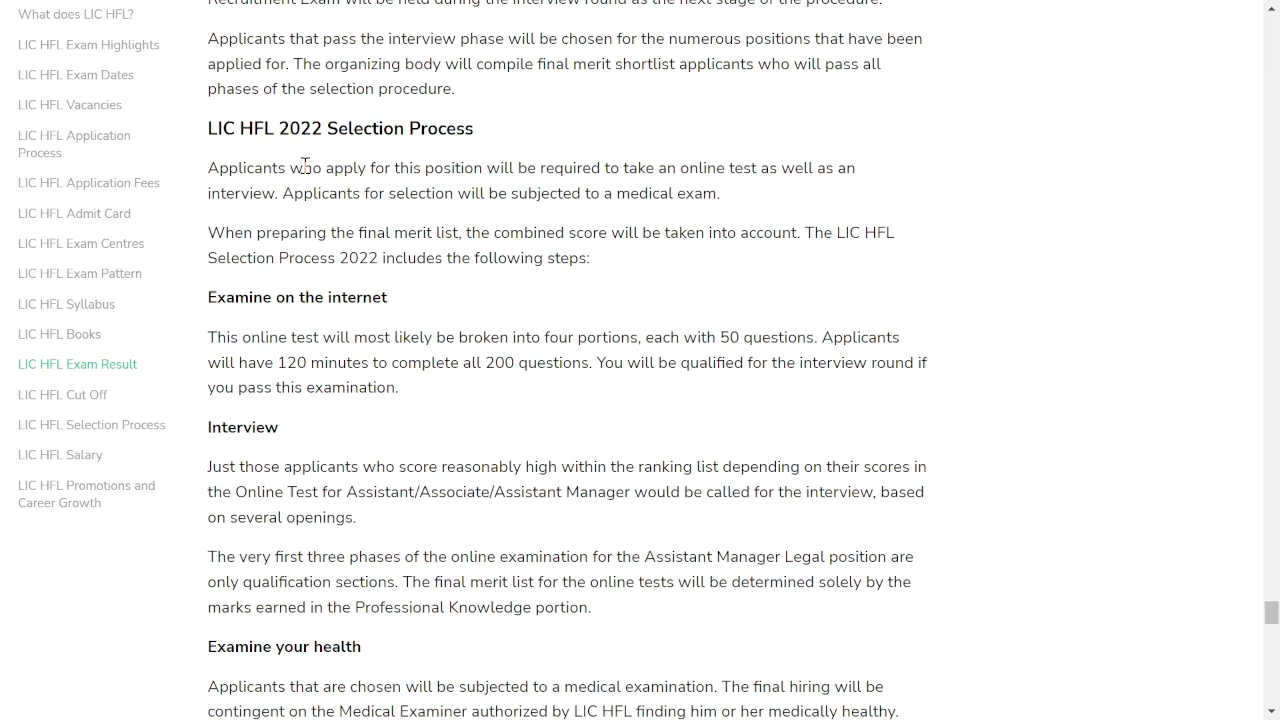 What does LIC HFL?
LIC HFL Exam Highlights
LIC HFL Exam Dates
LIC HFL Vacancies
LIC HFL Application
Process
LIC HFL Application Fees
LIC HFL Admit Card
LIC HFL Exam Centres
LIC HFL Exam Pattern
LIC HFL Syllabus
LIC HFL Books
LIC HFL Exam Result
LIC HFL Cut Off
LIC HFL Selection Process
LIC HFL Salary
LIC HFL Promotions and
Career Growth
Recruitment Exam will be held during the interview round as the next stage of the procedure.
Applicants that pass the interview phase will be chosen for the numerous positions that have been
applied for. The organizing body will compile final merit shortlist applicants who will pass all
phases of the selection procedure.
LIC HFL 2022 Selection Process
Applicants who apply for this position will be required to take an online test as well as an
interview. Applicants for selection will be subjected to a medical exam.
When preparing the final merit list, the combined score will be taken into account. The LIC HFL
Selection Process 2022 includes the following steps:
Examine on the internet
This online test will most likely be broken into four portions, each with 50 questions. Applicants
will have 120 minutes to complete all 200 questions. You will be qualified for the interview round if
you pass this examination.
Interview
Just those applicants who score reasonably high within the ranking list depending on their scores in
the Online Test for Assistant/Associate/Assistant Manager would be called for the interview, based
on several openings.
The very first three phases of the online examination for the Assistant Manager Legal position are
only qualification sections. The final merit list for the online tests will be determined solely by the
marks earned in the Professional Knowledge portion.
Examine your health
Applicants that are chosen will be subjected to a medical examination. The final hiring will be
contingent on the Medical Examiner authorized by LIC HFL finding him or her medically healthy.